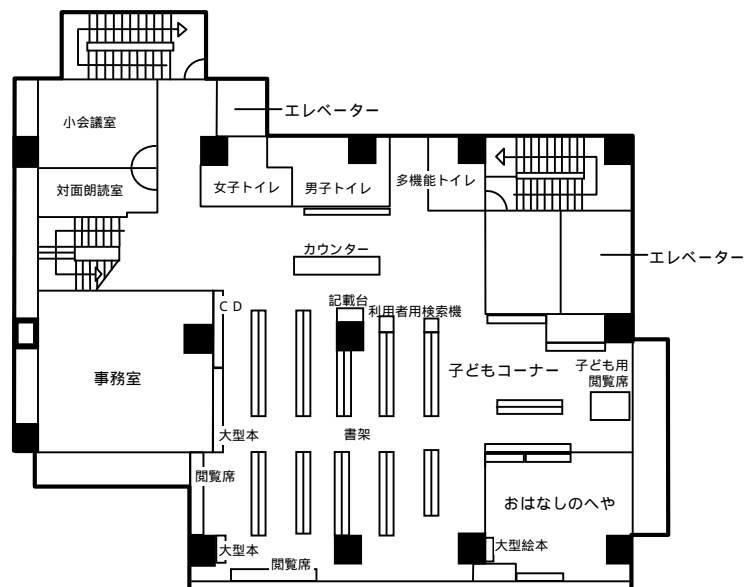 エレベーター
小会議室
対面朗読室
女子トイレ
男子トイレ
多機能トイレ
カウンター
エレベーター
CD
記載台
利用者用検索機
事務室
子どもコーナー
子ども用
閲覧席
大型本
書架
閲覧席
おはなしのへや
大型本
大型絵本
閲覧席